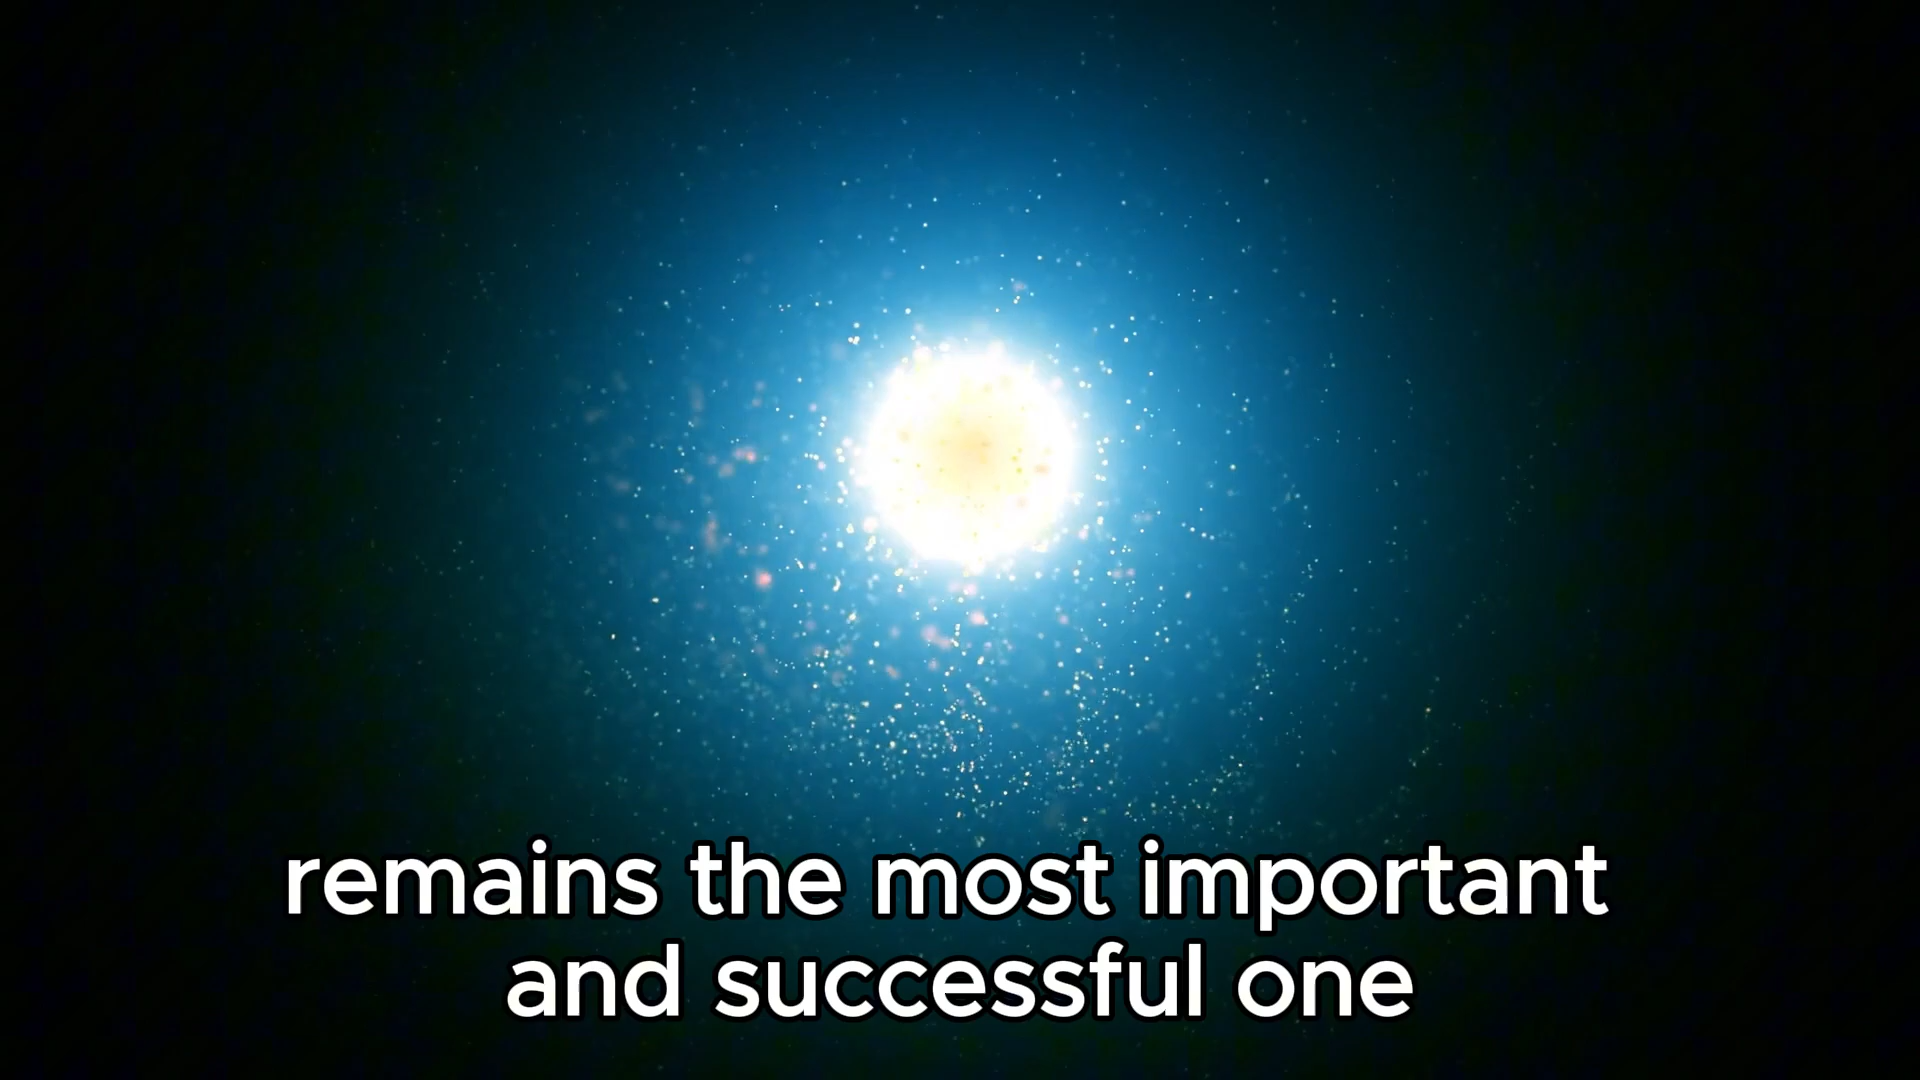 remains the most important
and successful one